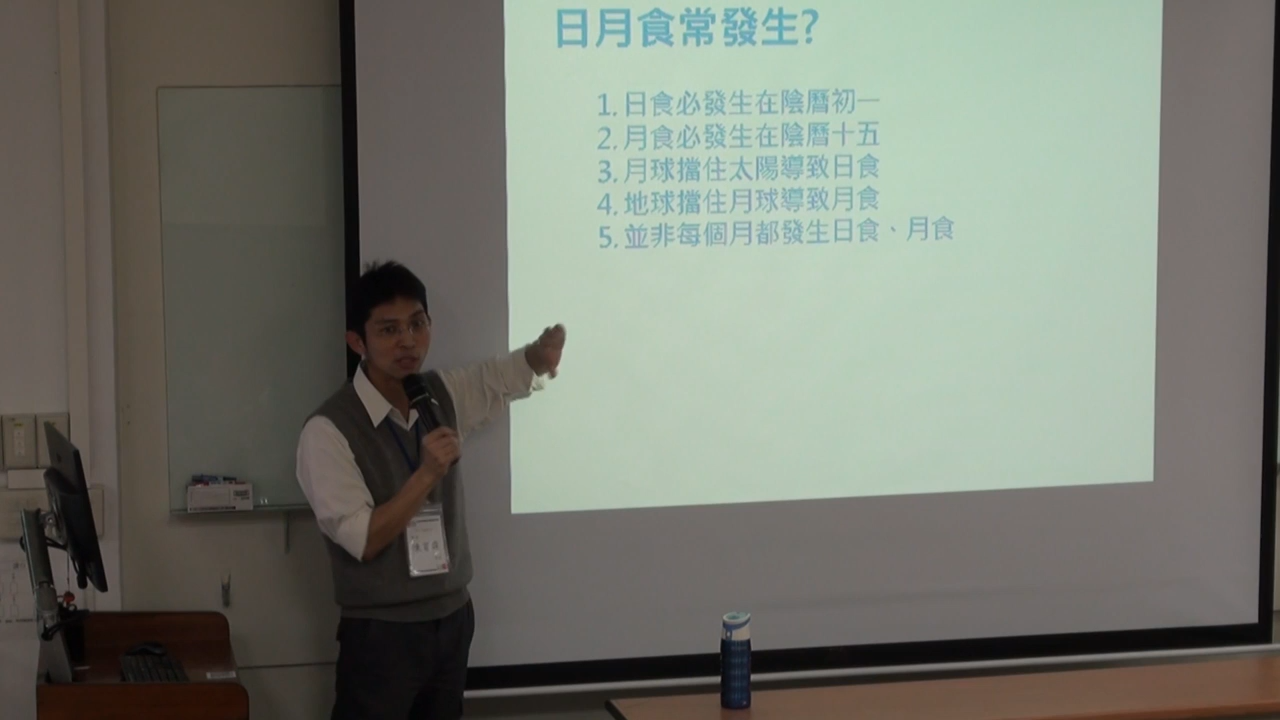 日月食常發生?
1. 日食必發生在陰曆初一
2. 月食必發生在陰曆十五
3. 月球擋住太陽導致日食
4. 地球擋住月球導致月食
5. 並非每個月都發生日食、月食